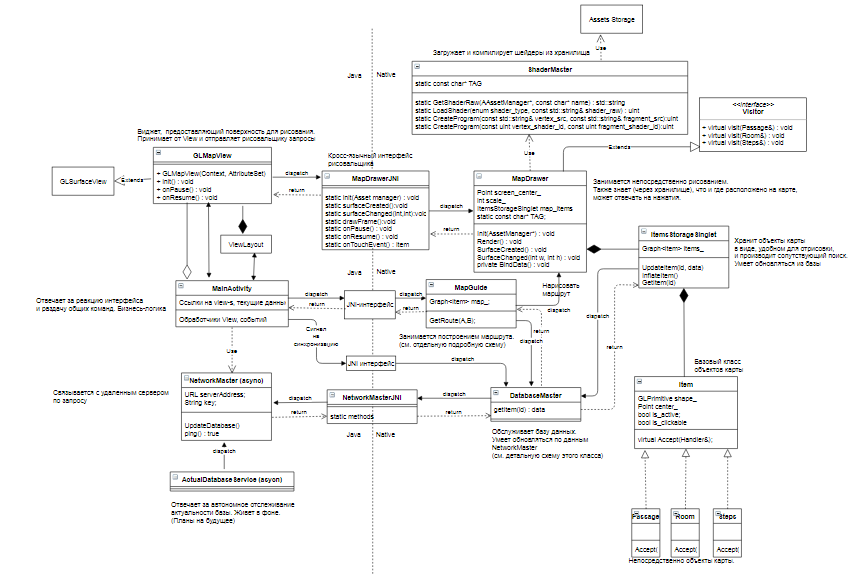 Assets Storage
Use
Загружает и компилирует шейдеры из хранилища
ShaderMaster
static const char* TAG
static GetShaderRaw(AAssetManager*, const char* name) : std::string
static LoadShader(enum shader_type, const std::string& shader_raw) : uint
static CreateProgram(const std::string& vertex_src, const std::string& fragment_src):uint
static CreateProgram(const uint vertex_shader_id, const uint fragment_shader_id):uint
Java
Native
<<interface>>
Visitor
+ virtual visit(Passage&) : void
+ virtual visit(Room&) : void
+ virtual visit(Steps&) : void
Виджет, предоставляющий поверхность для рисования.
Принимает от View и отправляет рисовальщику запросы
GLMapView
+ GLMapView(Context, AttributeSet)
+ init() : void
+ onPause() : void
+ onResume() : void
GLSurfaceView
Extends
dispatch
return
Кросс-язычный интерфейс
рисовальщика
MapDrawerJNI
static init(Asset manager) : void
static surfaceCreated():void
static surfaceChanged(int,int):voic
static drawFrame():void
static onPause() : void
static onResume() : void
static onTouchEvent() : item
dispatch
return
Use
Extends
MapDrawer
Point screen_center_
int scale_
ItemsStorageSinglet map_items
static const char* TAG;
Init(AssetManager*) : void
Render() : void
SurfaceCreated() : void
SurfaceChanged(int w, int h) : void
private BindData() : void
Занимается непосредственно рисованием.
Также знает (через хранилище), что и где расположено на карте,
может отвечать на нажатия.
ItemsStorageSinglet
Graph<Item> items_
UpdateItem(id, data)
InflateItem()
GetItem(id)
Хранит объекты карты
в виде, удобном для отрисовки,
и производит сопутствующий поиск.
Умеет обновляться из базы
ViewLayout
Java
Native
Отвечает за реакцию интерфейса
и раздачу общих команд. Бизнесь-логика
MainActivity
Ссылки на view-s, текущие данны
Обработчики View, событий
dispatch
return
JNI-интерфейс
dispatch
return
MapGuide
Graph<Item> map_;
GetRoute(A,B);
Нарисовать
маршрут
dispatch
return
dispatch
dispatch
return
Занимается построением маршрута.
(см. отдельную подробную схему)
Сигнал
на
синхронизацию
Use
JNI интерфейс
dispatch
Базовый класс
объектов карты
Item
GLPrimitive shape_
Point center_
bool is_active;
bool is_clickable
virtual Accept(Handler&);
Связывается с удаленным сервером
по запросу
NetworkMaster (async)
URL serverAddress;
String key;
UpdateDatabase()
ping() : true
dispatch
return
NetworkMasterJNI
static methods
dispatch
return
DatabaseMaster
getItem(id) : data
Java
Native
Обслуживает базу данных.
Умеет обновляться по данным
NetworkMaster
(см. детальную схему этого класса)
dispatch
ActualDatabaseService (asyon)
Отвечает за автономное отслеживание
актуальности базы. Живет в фоне.
(Планы на будущее)
Passage
Room
Steps
Accept(
Accept(
Accept(
Непосредственно объекты карты.